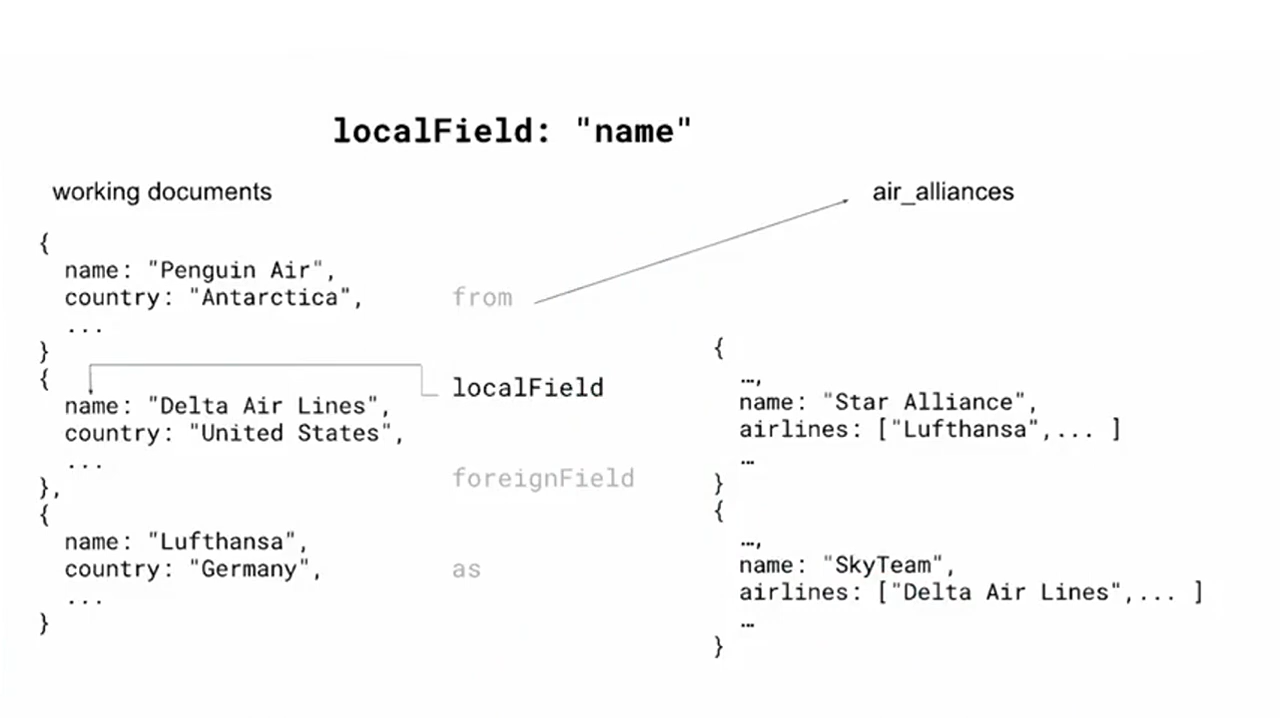 localField: "name"
working documents
{
name: "Penguin Air",
country: "Antarctica",
...
}
{
name: "Delta Air Lines",
country: "United States",
...
},
{
name: "Lufthansa",
country: "Germany",
...
}
from
localField
foreignField
as
air_alliances
{
…,
name: "Star Alliance",
airlines: ["Lufthansa",... ]
…
}
{
…,
name: "SkyTeam",
airlines: ["Delta Air Lines",... ]
…
}